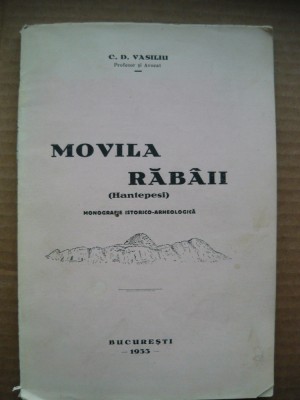 C. D. VASILIU
Profesor și Avocat
MOVILA
RĂBÂII
(Hantepesi)
MONOGRAFIE ISTORICO-ARHEOLOGICĂ
BUCUREȘTI
– 1933 –